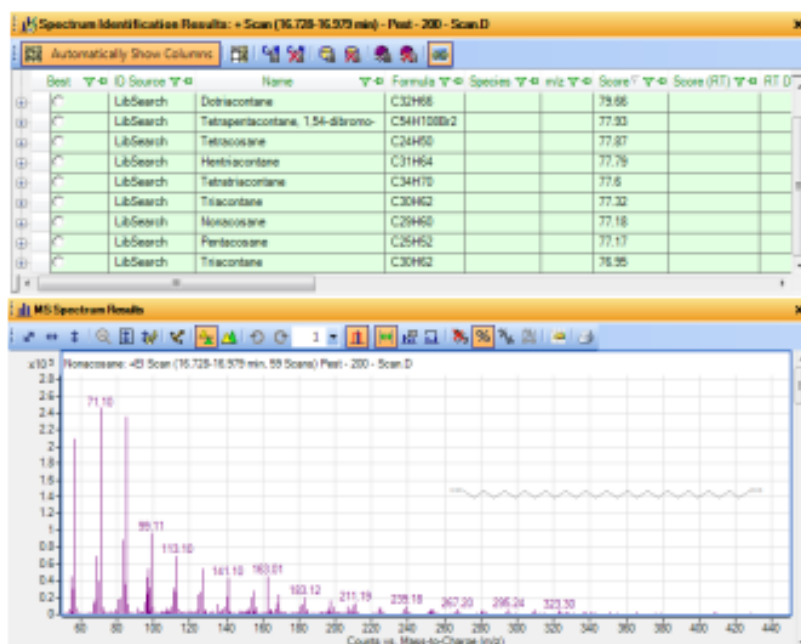 Spectrum Identification Results: + Scan (16.728-16.979 min) - Pest - 200 - Scan.D
Automatically Show Columns
Best ID Source Name Formula Species m/z Score Score (RT) RT D
LibSearch Dotriacontane C32H66 79.66
LibSearch Tetrapentacontane, 1,54-dibromo- C54H108Br2 77.93
LibSearch Tetracosane C24H50 77.87
LibSearch Hentriacontane C31H64 77.79
LibSearch Tetratriacontane C34H70 77.6
LibSearch Triacontane C30H62 77.32
LibSearch Nonacosane C29H60 77.18
LibSearch Pentacosane C25H52 77.17
LibSearch Triacontane C30H62 76.95
MS Spectrum Results
1
Nonacosane: +EI Scan (16.728-16.979 min, 59 Scans) Pest - 200 - Scan.D
x10 3
2.8
2.6
2.4
2.2
2
1.8
1.6
1.4
1.2
1
0.8
0.6
0.4
0.2
0
71.10
99.11
113.10
141.10
163.01
183.12
211.19
239.18
267.20
295.24
323.30
60 80 100 120 140 160 180 200 220 240 260 280 300 320 340 360 380 400 420 440
Counts vs. Mass-to-Charge (m/z)